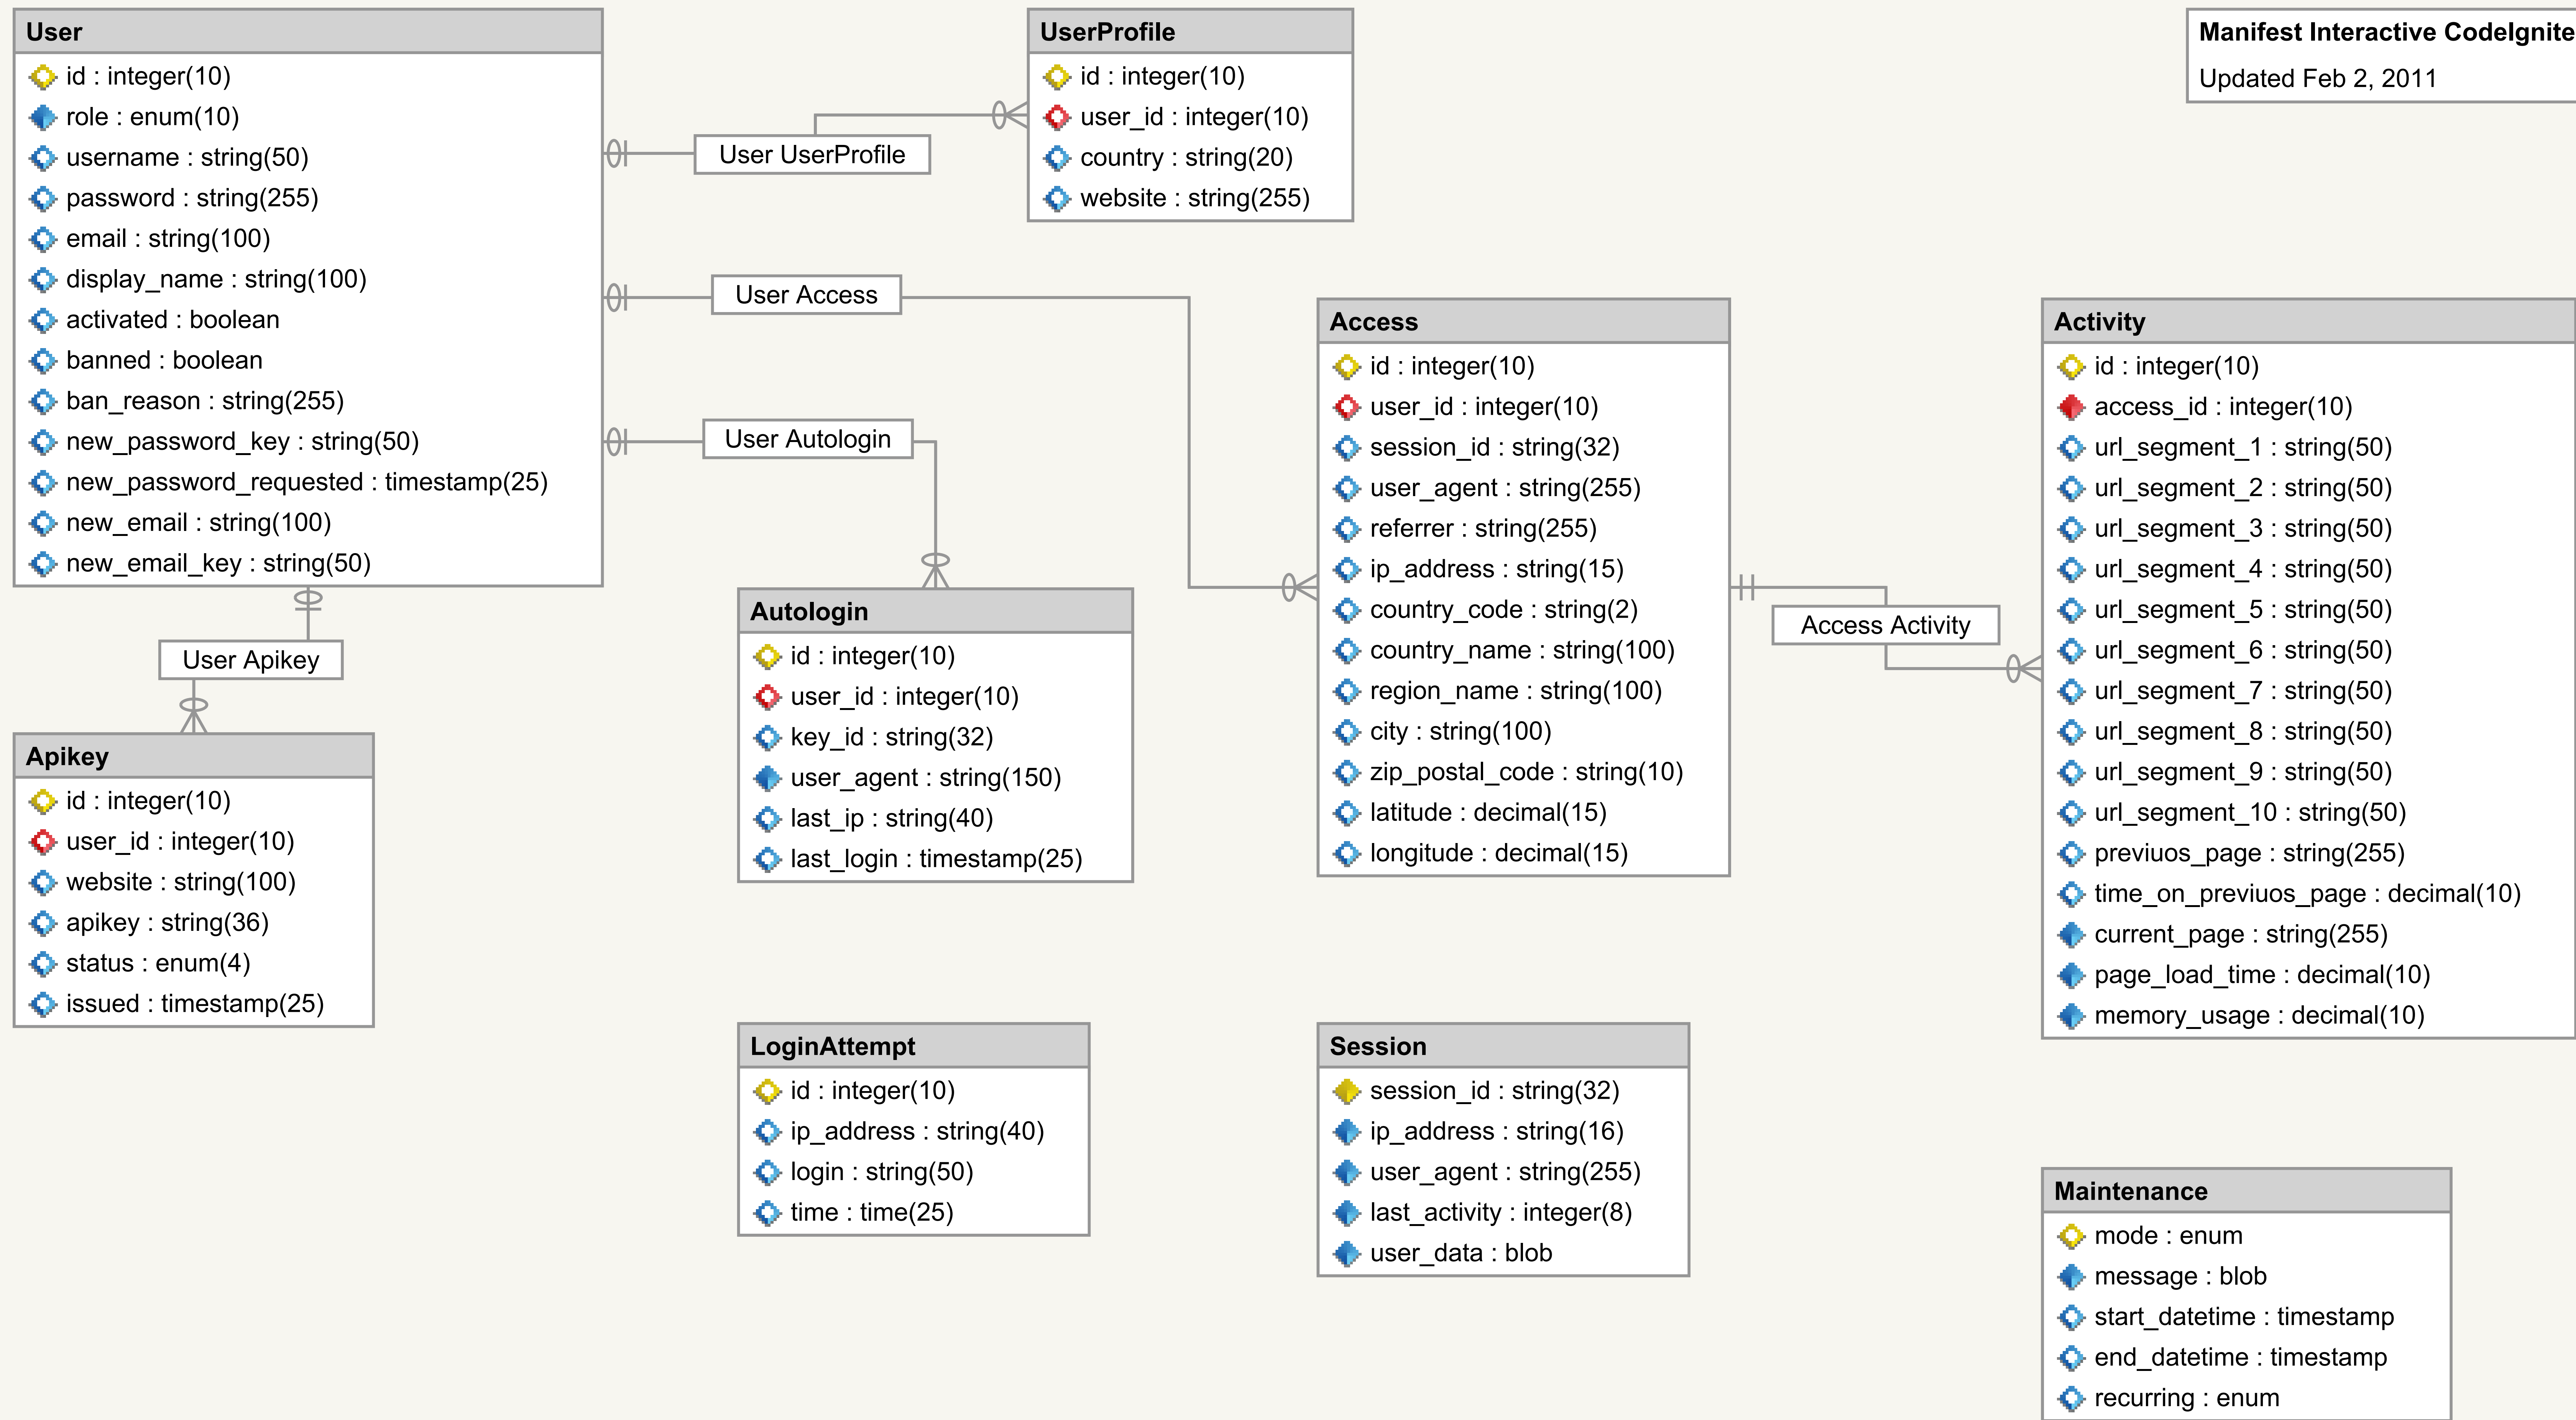 User
id : integer(10)
role : enum(10)
username : string(50)
password : string(255)
email : string(100)
display_name : string(100)
activated : boolean
banned : boolean
ban_reason : string(255)
new_password_key : string(50)
new_password_requested : timestamp(25)
new_email : string(100)
new_email_key : string(50)
User UserProfile
UserProfile
id : integer(10)
user_id : integer(10)
country : string(20)
website : string(255)
Manifest Interactive CodeIgnite
Updated Feb 2, 2011
User Access
User Autologin
User Apikey
Apikey
id : integer(10)
user_id : integer(10)
website : string(100)
apikey : string(36)
status : enum(4)
issued : timestamp(25)
Autologin
id : integer(10)
user_id : integer(10)
key_id : string(32)
user_agent : string(150)
last_ip : string(40)
last_login : timestamp(25)
Access
id : integer(10)
user_id : integer(10)
session_id : string(32)
user_agent : string(255)
referrer : string(255)
ip_address : string(15)
country_code : string(2)
country_name : string(100)
region_name : string(100)
city : string(100)
zip_postal_code : string(10)
latitude : decimal(15)
longitude : decimal(15)
Access Activity
Activity
id : integer(10)
access_id : integer(10)
url_segment_1 : string(50)
url_segment_2 : string(50)
url_segment_3 : string(50)
url_segment_4 : string(50)
url_segment_5 : string(50)
url_segment_6 : string(50)
url_segment_7 : string(50)
url_segment_8 : string(50)
url_segment_9 : string(50)
url_segment_10 : string(50)
previuos_page : string(255)
time_on_previuos_page : decimal(10)
current_page : string(255)
page_load_time : decimal(10)
memory_usage : decimal(10)
LoginAttempt
id : integer(10)
ip_address : string(40)
login : string(50)
time : time(25)
Session
session_id : string(32)
ip_address : string(16)
user_agent : string(255)
last_activity : integer(8)
user_data : blob
Maintenance
mode : enum
message : blob
start_datetime : timestamp
end_datetime : timestamp
recurring : enum